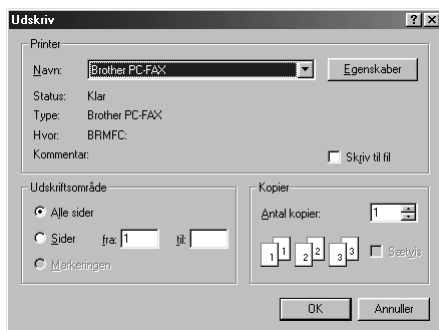 Udskriv
Printer
Navn: Brother PC-FAX Egenskaber
Status: Klar
Type: Brother PC-FAX
Hvor: BRMFC:
Kommentar: Skriv til fil
Udskriftsområde
Alle sider
Sider fra: 1 til:
Markeringen
Kopier
Antal kopier: 1
1 1 2 2 3 3 Sætvis
OK Annuller